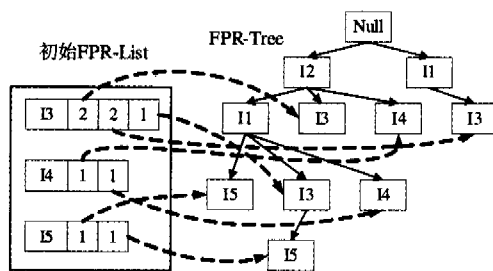 初始FPR-List
FPR-Tree
Null
I2 I1
I1 I3 I4 I3
I5 I3 I4
I5
I3 2 2 1
I4 1 1
I5 1 1